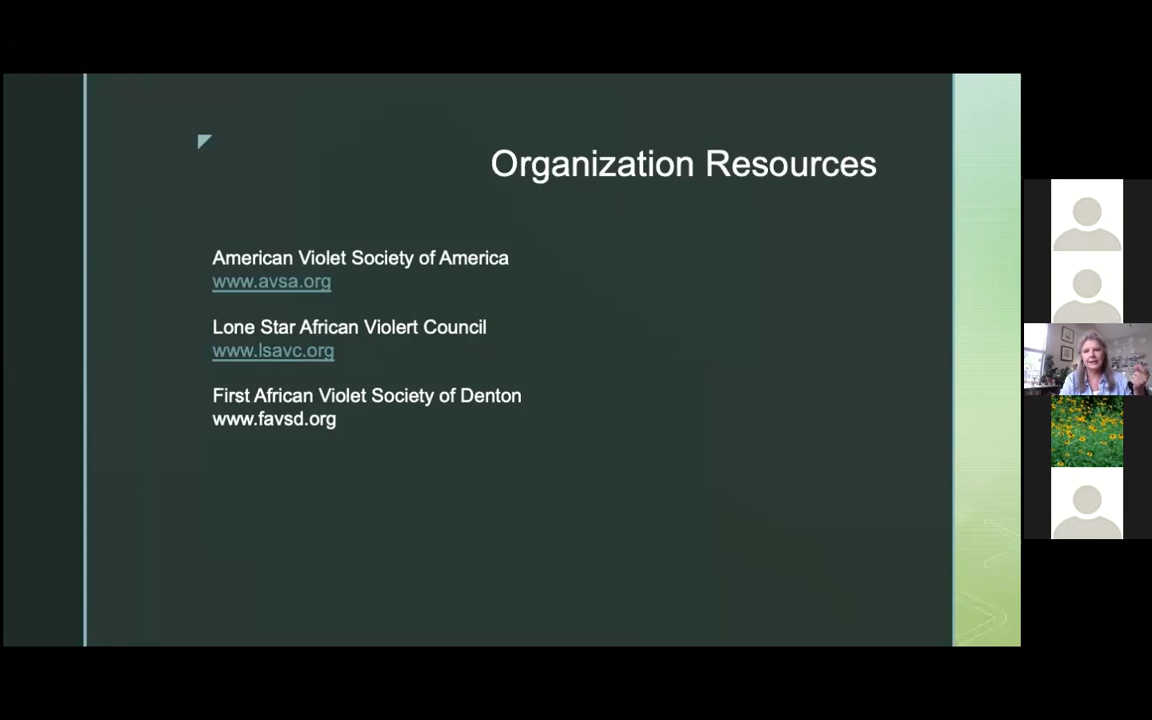 Organization Resources
American Violet Society of America
www.avsa.org
Lone Star African Violert Council
www.lsavc.org
First African Violet Society of Denton
www.favsd.org